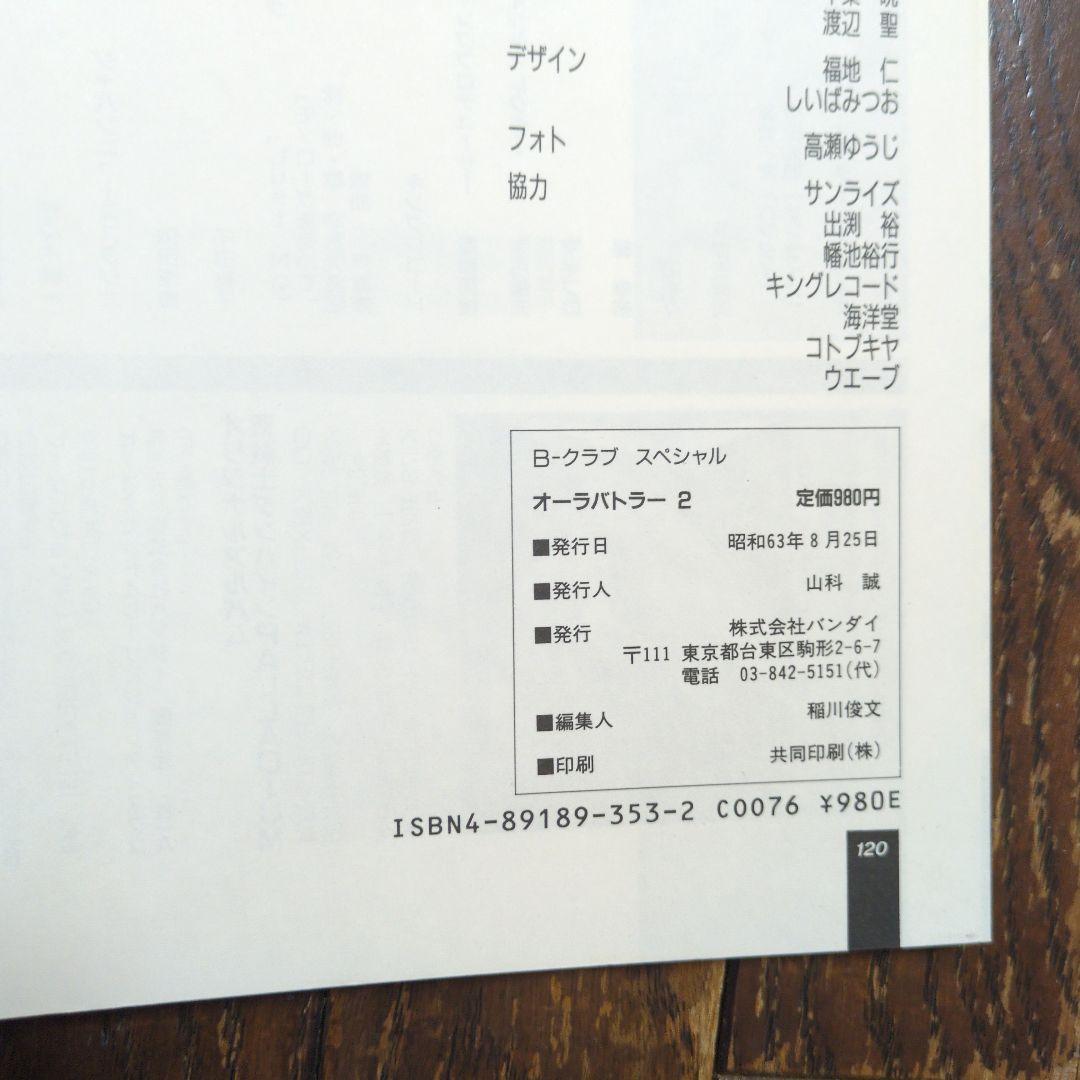 渡辺 聖
デザイン 福地 仁
しいばみつお
フォト 高瀬ゆうじ
協力 サンライズ
出渕 裕
幡池裕行
キングレコード
海洋堂
コトブキヤ
ウエーブ
B-クラブ スペシャル
オーラバトラー 2 定価980円
■発行日 昭和63年8月25日
■発行人 山科 誠
■発行 株式会社バンダイ
〒111 東京都台東区駒形2-6-7
電話 03-842-5151(代)
■編集人 稲川俊文
■印刷 共同印刷(株)
ISBN4-89189-353-2 C0076 ¥980E
120